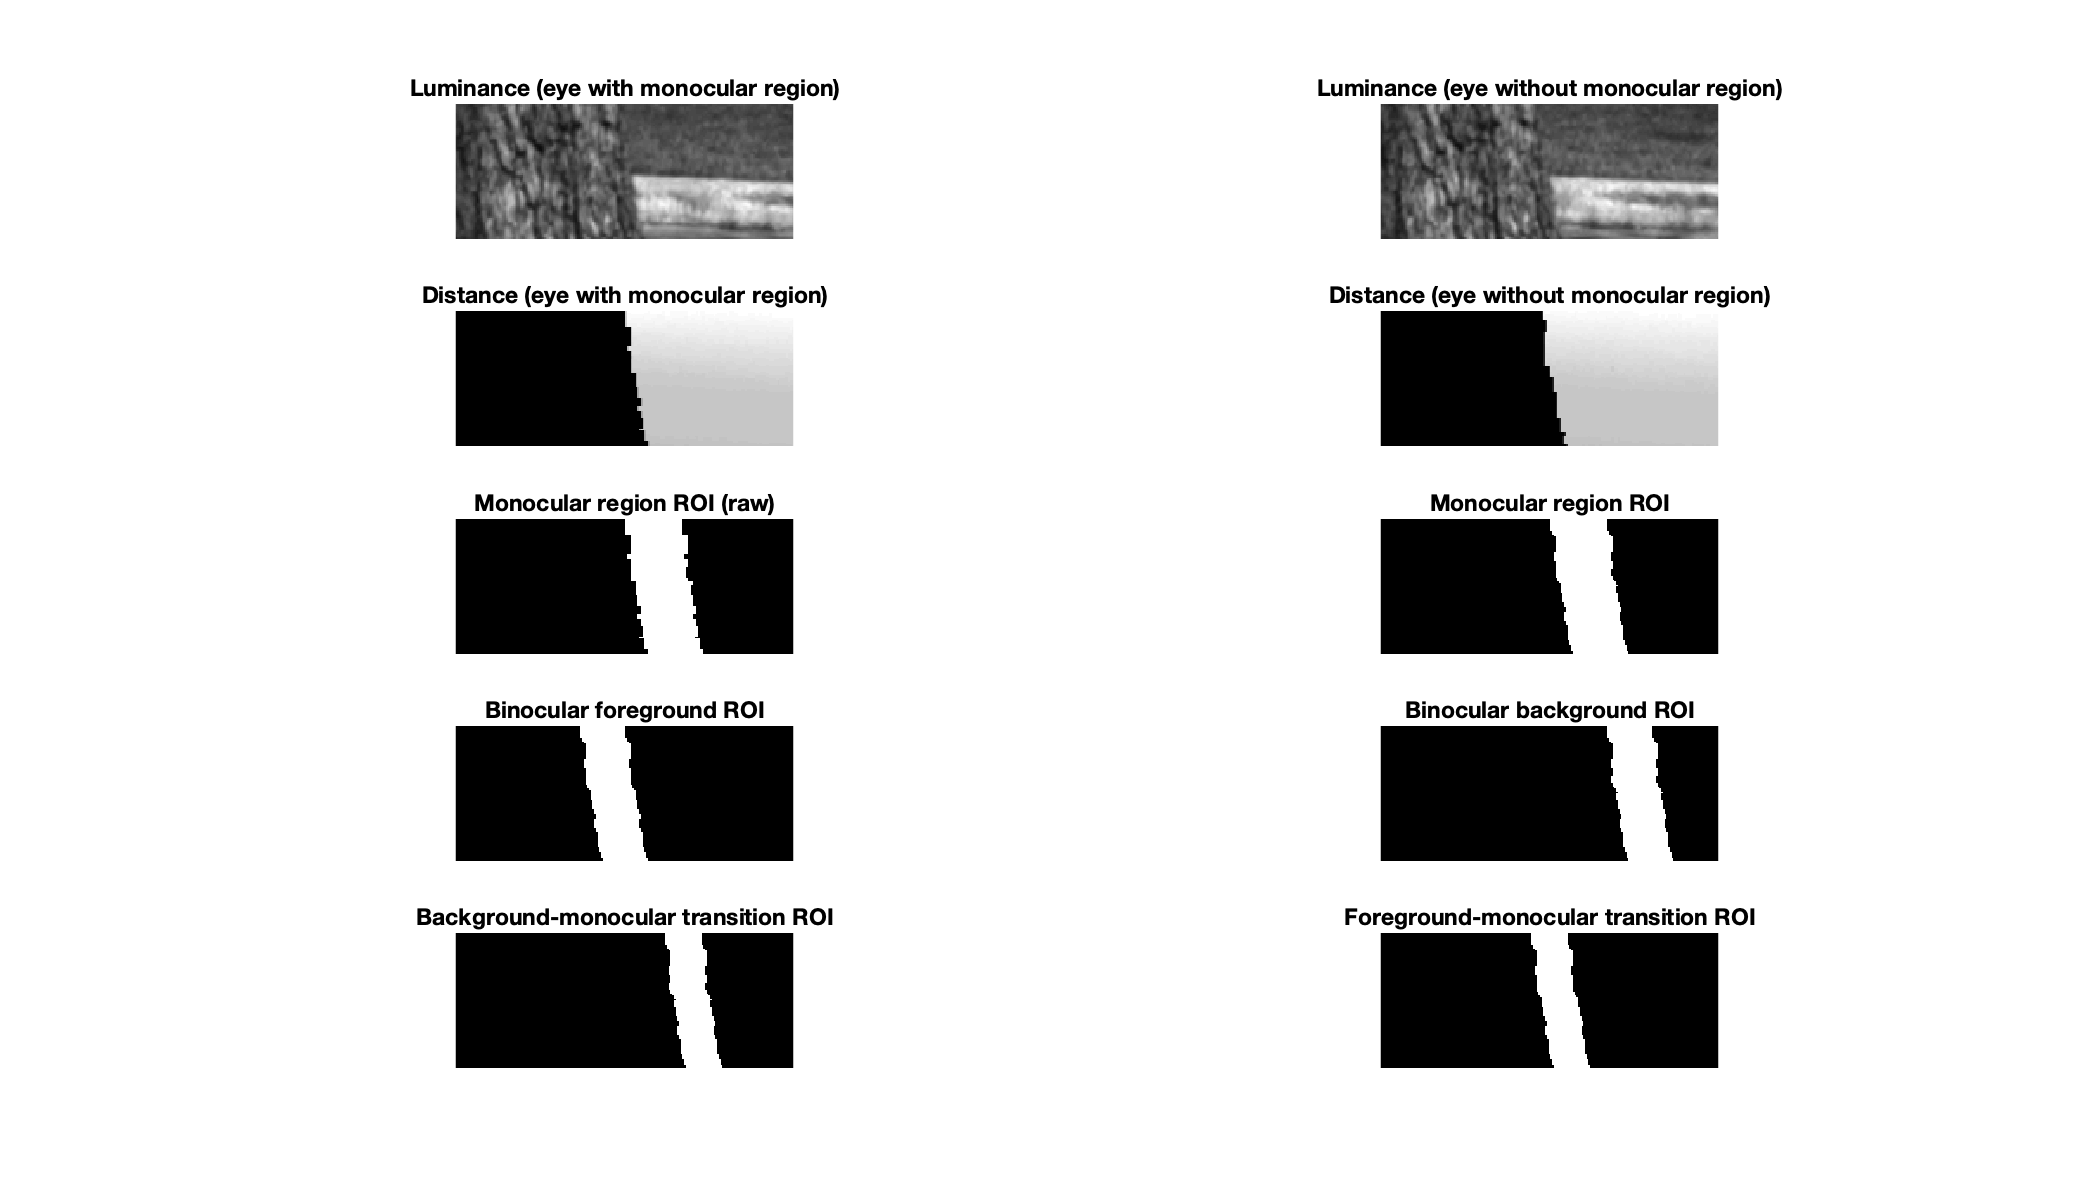 Luminance (eye with monocular region)
Luminance (eye without monocular region)
Distance (eye with monocular region)
Distance (eye without monocular region)
Monocular region ROI (raw)
Monocular region ROI
Binocular foreground ROI
Binocular background ROI
Background-monocular transition ROI
Foreground-monocular transition ROI